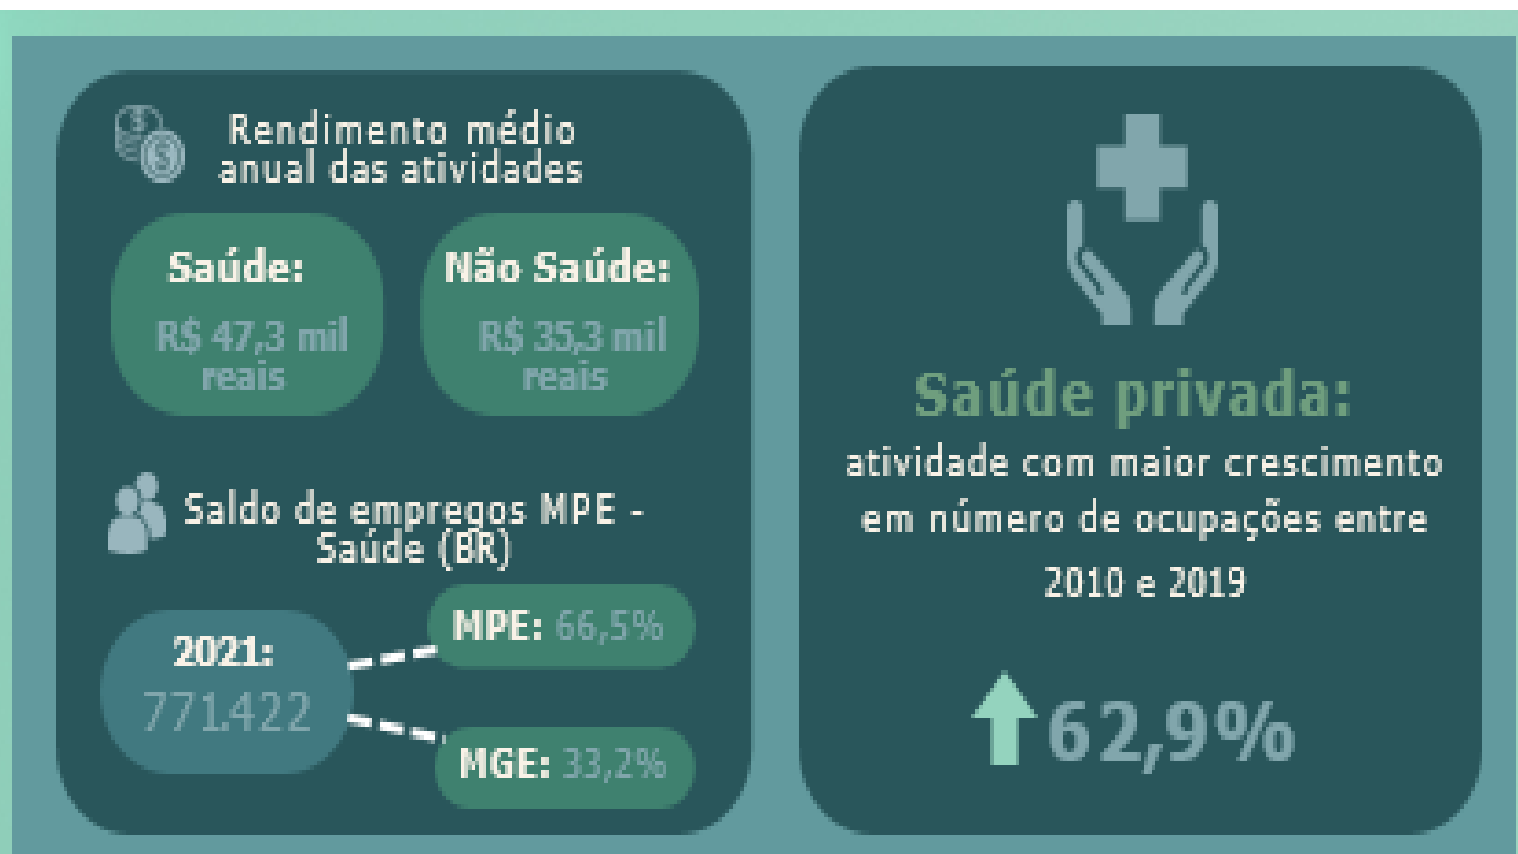 Rendimento médio
anual das atividades
Saúde:
R$ 47,3 mil
reais
Não Saúde:
R$ 35,3 mil
reais
Saldo de empregos MPE -
Saúde (BR)
2021:
771.422
MPE: 66,5%
MGE: 33,2%
Saúde privada:
atividade com maior crescimento
em número de ocupações entre
2010 e 2019
62,9%